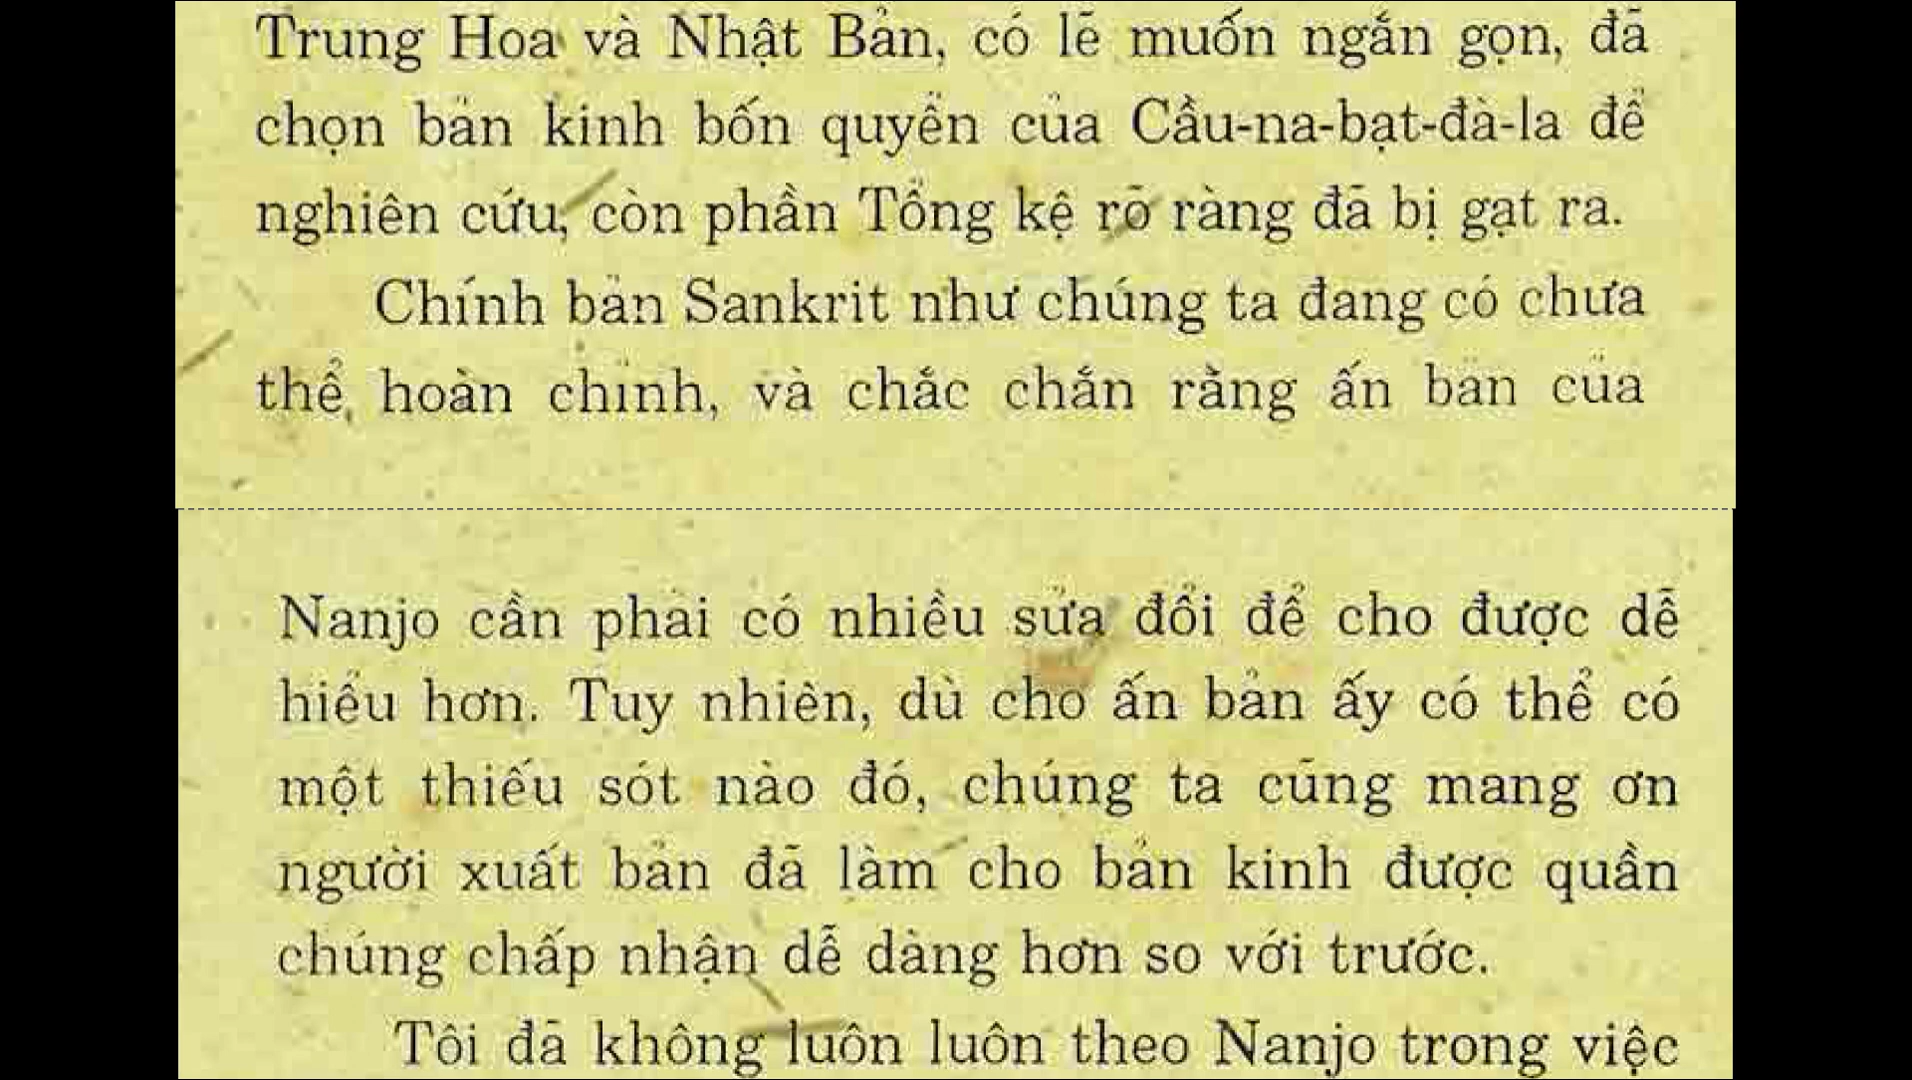 Trung Hoa và Nhật Bản, có lẽ muốn ngắn gọn, đã
chọn bản kinh bốn quyển của Cầu-na-bạt-đà-la để
nghiên cứu, còn phần Tổng kệ rõ ràng đã bị gạt ra.
Chính bản Sankrit như chúng ta đang có chưa
thể hoàn chỉnh, và chắc chắn rằng ấn bản của
Nanjo cần phải có nhiều sửa đổi để cho được dễ
hiểu hơn. Tuy nhiên, dù cho ấn bản ấy có thể có
một thiếu sót nào đó, chúng ta cũng mang ơn
người xuất bản đã làm cho bản kinh được quần
chúng chấp nhận dễ dàng hơn so với trước.
Tôi đã không luôn luôn theo Nanjo trong việc